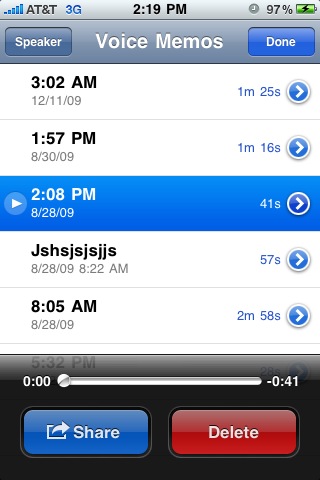 AT&T 3G 2:19 PM 97%
Speaker Voice Memos Done
3:02 AM
12/11/09
1m 25s
1:57 PM
8/30/09
1m 16s
2:08 PM
8/28/09
41s
Jshsjsjsjjs
8/28/09 8:22 AM
57s
8:05 AM
8/28/09
2m 58s
5:32 PM
0:00 -0:41
Share Delete